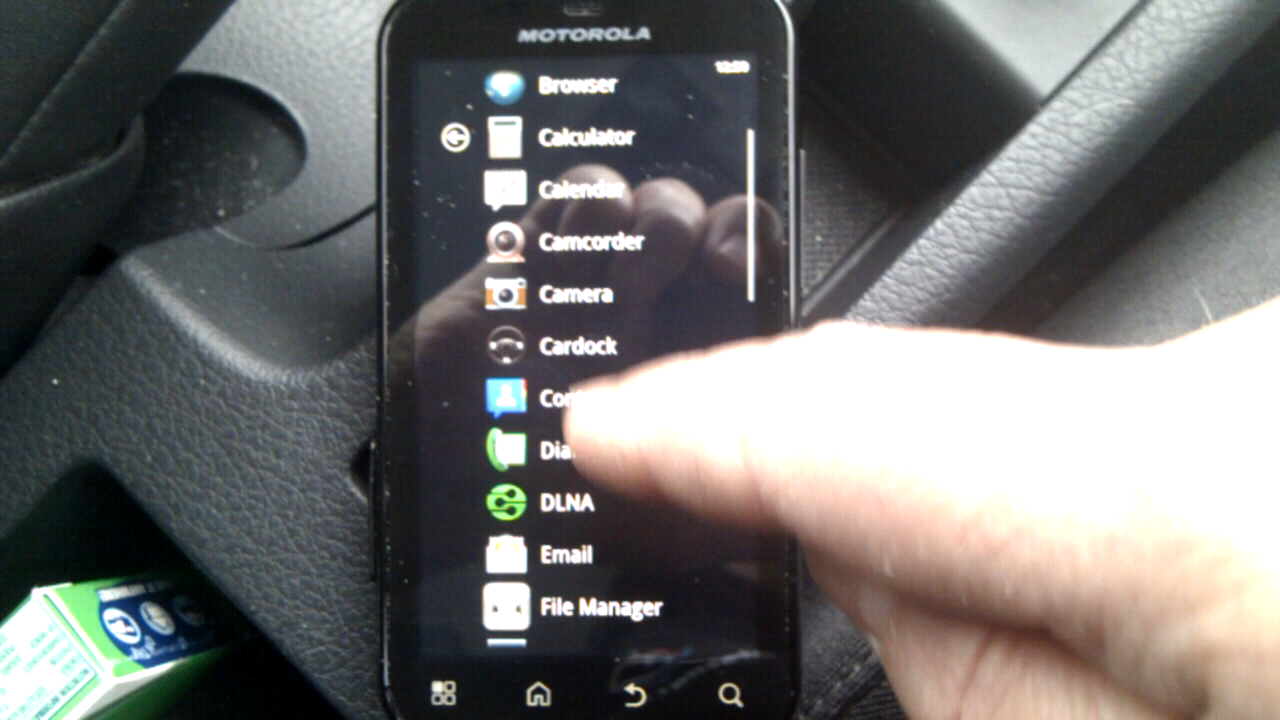 MOTOROLA
Browser
Calculator
Calendar
Camcorder
Camera
Cardock
DLNA
Email
File Manager